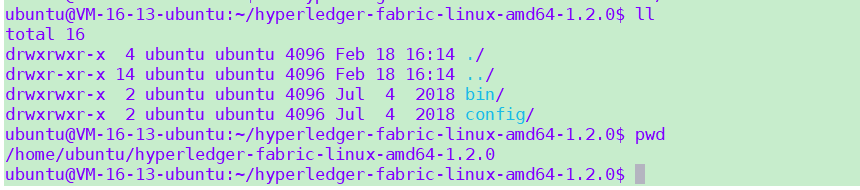 ubuntu@VM-16-13-ubuntu:~/hyperledger-fabric-linux-amd64-1.2.0$ ll
total 16
drwxrwxr-x  4 ubuntu ubuntu 4096 Feb 18 16:14 ./
drwxr-xr-x 14 ubuntu ubuntu 4096 Feb 18 16:14 ../
drwxrwxr-x  2 ubuntu ubuntu 4096 Jul  4  2018 bin/
drwxrwxr-x  2 ubuntu ubuntu 4096 Jul  4  2018 config/
ubuntu@VM-16-13-ubuntu:~/hyperledger-fabric-linux-amd64-1.2.0$ pwd
/home/ubuntu/hyperledger-fabric-linux-amd64-1.2.0
ubuntu@VM-16-13-ubuntu:~/hyperledger-fabric-linux-amd64-1.2.0$